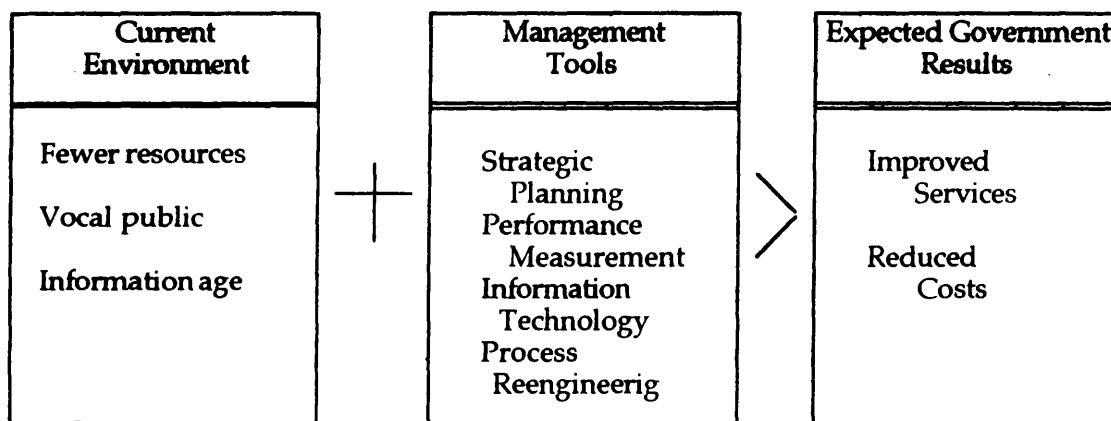 Current
Environment
Fewer resources
Vocal public
Information age
+
Management
Tools
Strategic
Planning
Performance
Measurement
Information
Technology
Process
Reengineerig
>
Expected Government
Results
Improved
Services
Reduced
Costs